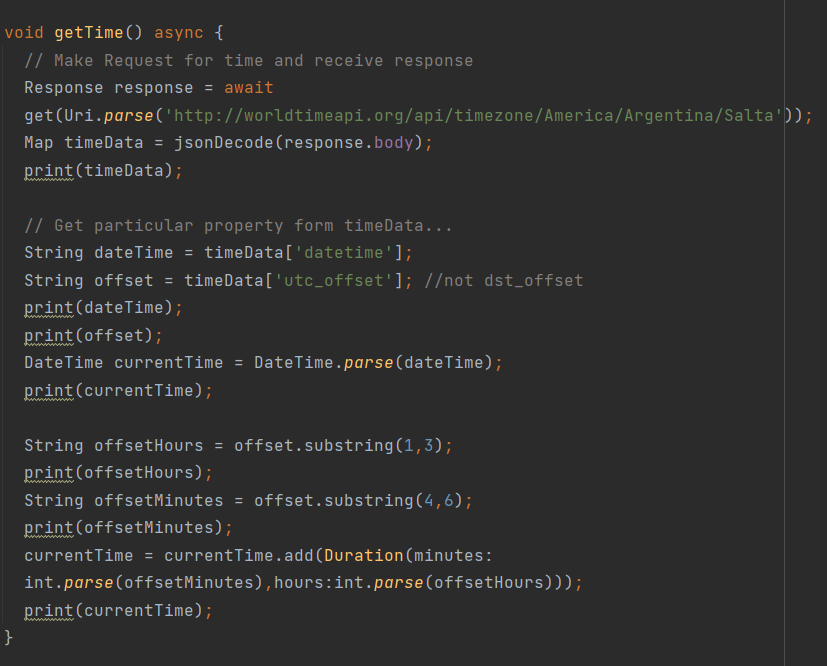 void getTime() async {
// Make Request for time and receive response
Response response = await
get(Uri.parse('http://worldtimeapi.org/api/timezone/America/Argentina/Salta'));
Map timeData = jsonDecode(response.body);
print(timeData);
// Get particular property form timeData...
String dateTime = timeData['datetime'];
String offset = timeData['utc_offset']; //not dst_offset
print(dateTime);
print(offset);
DateTime currentTime = DateTime.parse(dateTime);
print(currentTime);
String offsetHours = offset.substring(1,3);
print(offsetHours);
String offsetMinutes = offset.substring(4,6);
print(offsetMinutes);
currentTime = currentTime.add(Duration(minutes:
int.parse(offsetMinutes),hours:int.parse(offsetHours)));
print(currentTime);
}